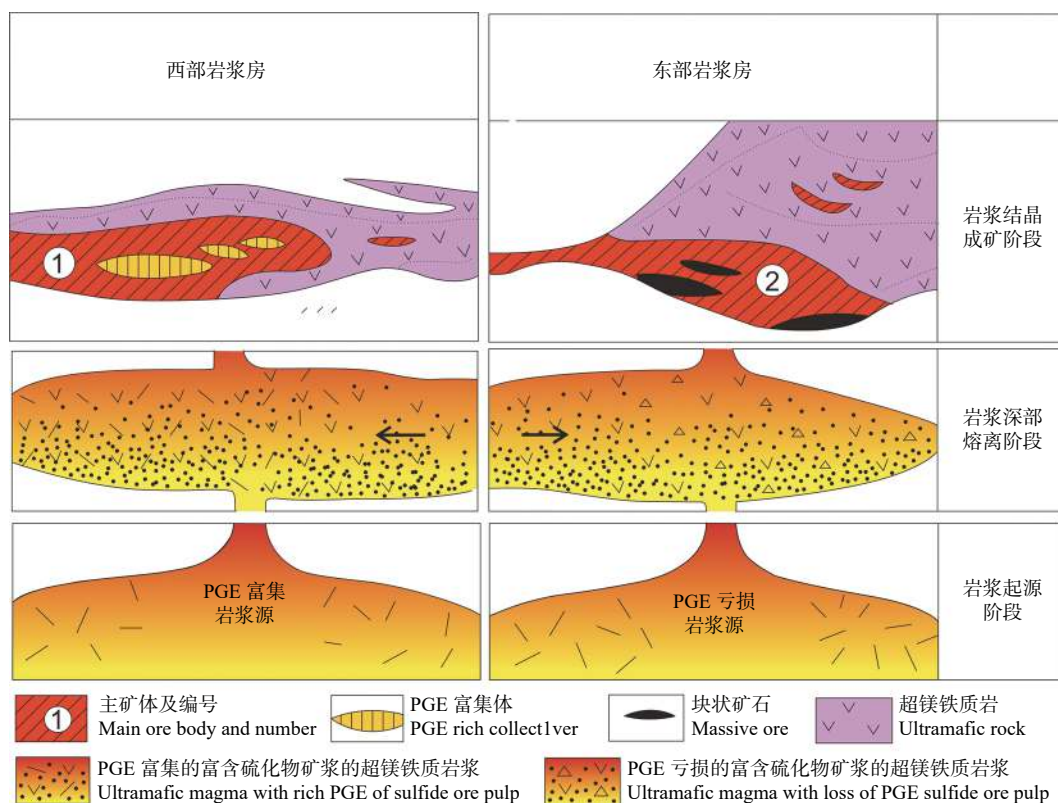 西部岩浆房
东部岩浆房
①
②
岩浆结晶
成矿阶段
岩浆深部
熔离阶段
PGE 富集
岩浆源
PGE 亏损
岩浆源
岩浆起源
阶段
①
主矿体及编号
Main ore body and number
PGE 富集体
PGE rich collect1ver
块状矿石
Massive ore
超镁铁质岩
Ultramafic rock
PGE 富集的富含硫化物矿浆的超镁铁质岩浆
Ultramafic magma with rich PGE of sulfide ore pulp
PGE 亏损的富含硫化物矿浆的超镁铁质岩浆
Ultramafic magma with loss of PGE sulfide ore pulp